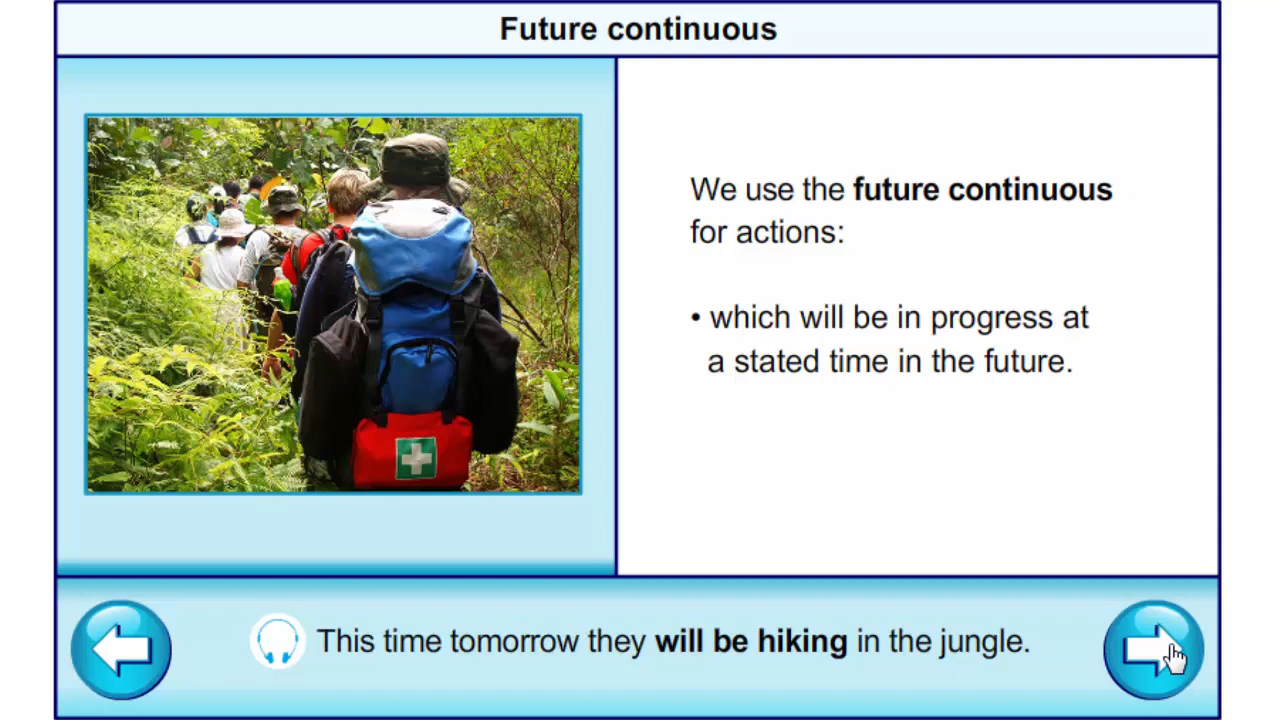 Future continuous
We use the future continuous
for actions:
• which will be in progress at
a stated time in the future.
This time tomorrow they will be hiking in the jungle.